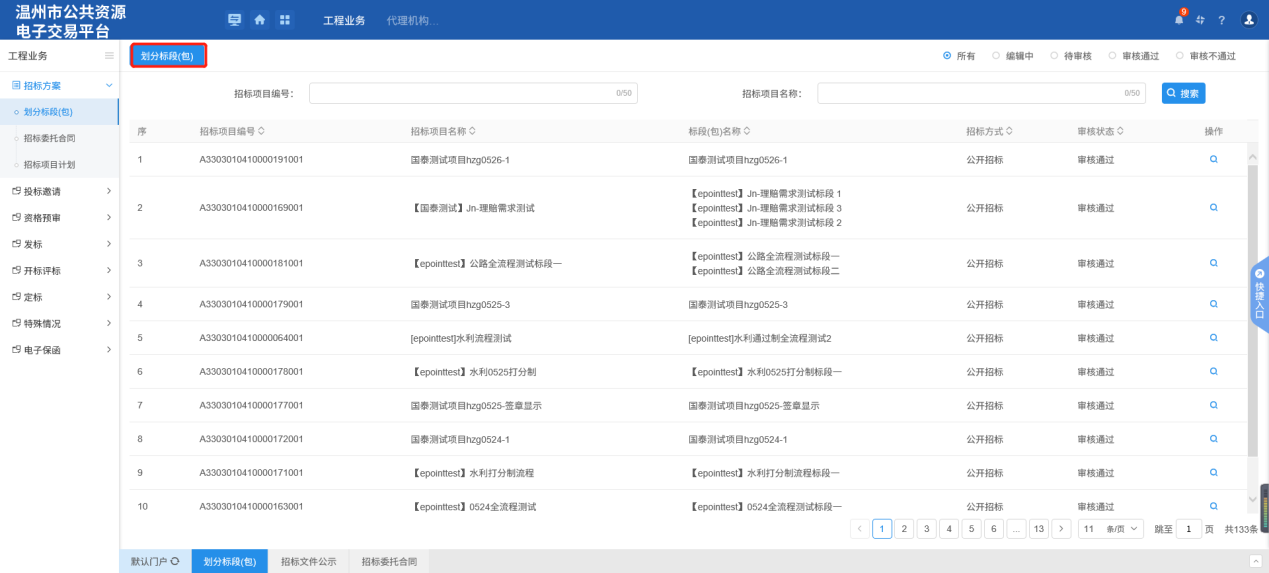 温州市公共资源
电子交易平台
工程业务 代理机构...
9
工程业务
招标方案
划分标段(包)
招标委托合同
招标项目计划
投标邀请
资格预审
发标
开标评标
定标
特殊情况
电子保函
划分标段(包)
所有 编辑中 待审核 审核通过 审核不通过
招标项目编号: 0/50 招标项目名称: 0/50 搜索
序 招标项目编号 招标项目名称 标段(包)名称 招标方式 审核状态 操作
1 A3303010410000191001 国泰测试项目hzg0526-1 国泰测试项目hzg0526-1 公开招标 审核通过
2 A3303010410000169001 【国泰测试】Jn-理赔需求测试 【epointtest】Jn-理赔需求测试标段 1 公开招标 审核通过
【epointtest】Jn-理赔需求测试标段 3
【epointtest】Jn-理赔需求测试标段 2
3 A3303010410000181001 【epointtest】公路全流程测试标段一 【epointtest】公路全流程测试标段一 公开招标 审核通过
【epointtest】公路全流程测试标段二
4 A3303010410000179001 国泰测试项目hzg0525-3 国泰测试项目hzg0525-3 公开招标 审核通过
5 A3303010410000064001 [epointtest]水利流程测试 [epointtest]水利通过制全流程测试2 公开招标 审核通过
6 A3303010410000178001 【epointtest】水利0525打分制 【epointtest】水利0525打分制标段一 公开招标 审核通过
7 A3303010410000177001 国泰测试项目hzg0525-签章显示 国泰测试项目hzg0525-签章显示 公开招标 审核通过
8 A3303010410000172001 国泰测试项目hzg0524-1 国泰测试项目hzg0524-1 公开招标 审核通过
9 A3303010410000171001 【epointtest】水利打分制流程 【epointtest】水利打分制流程标段一 公开招标 审核通过
10 A3303010410000163001 【epointtest】0524全流程测试 【epointtest】0524全流程测试标段一 公开招标 审核通过
1 2 3 4 5 6 ... 13 11 条/页 跳至 1 页 共133条
快捷入口
默认门户 划分标段(包) 招标文件公示 招标委托合同